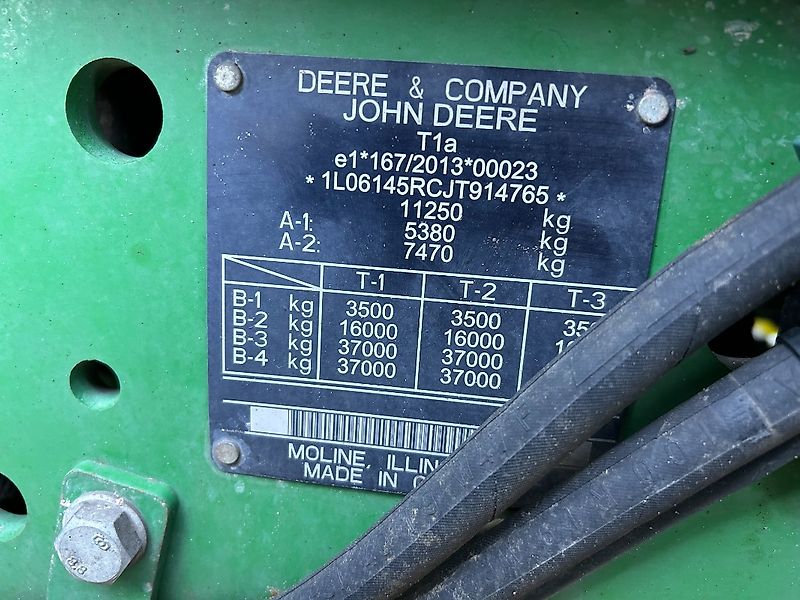 DEERE & COMPANY
JOHN DEERE
T1a
e1*167/2013*00023
* 1L06145RCJT914765 *
11250 kg
A-1: 5380 kg
A-2: 7470 kg
T-1 T-2 T-3
B-1 kg 3500 3500
B-2 kg 16000 16000
B-3 kg 37000 37000
B-4 kg 37000 37000
MOLINE,
MADE IN
8.8